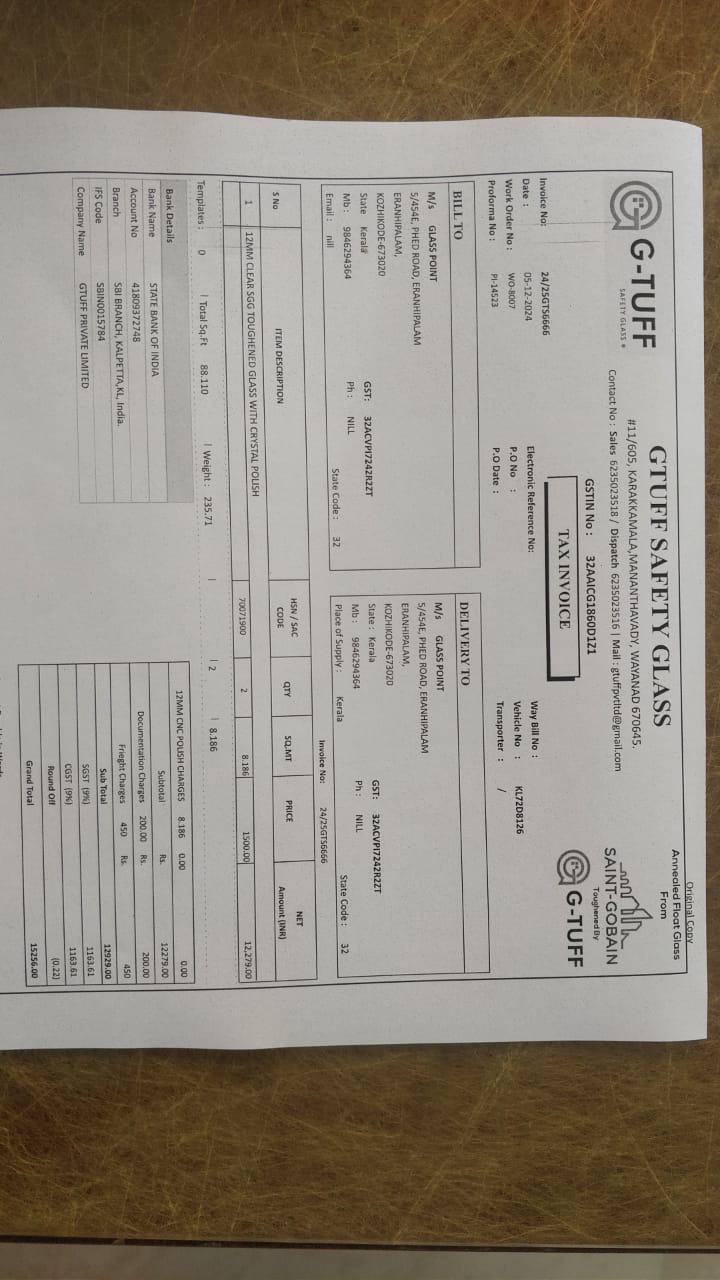 Original Copy
G-TUFF
SAFETY GLASS
GTUFF SAFETY GLASS
#11/605, KARAKKAMALA,MANANTHAVADY, WAYANAD 670645.
Contact No : Sales 6235023518 / Dispatch 6235023516 | Mail : gtuffpvtltd@gmail.com
GSTIN No : 32AAICG1860D1Z1
TAX INVOICE
Annealed Float Glass
From
SAINT-GOBAIN
Toughened By
G-TUFF
Invoice No: 24/25GTS6666
Date : 05-12-2024
Work Order No : WO-8007
Proforma No : PI-14523
Electronic Reference No:
P.O No :
P.O Date :
Way Bill No :
Vehicle No : KL72D8126
Transporter : /
BILL TO
M/s GLASS POINT
5/454E, PHED ROAD, ERANHIPALAM
ERANHIPALAM,
KOZHIKODE-673020
State Kerala
GST: 32ACVPI7242R2ZT
Mb : 9846294364
Ph : NILL
Email : nill
State Code : 32
DELIVERY TO
M/s GLASS POINT
5/454E, PHED ROAD, ERANHIPALAM
ERANHIPALAM,
KOZHIKODE-673020
State : Kerala
GST: 32ACVPI7242R2ZT
Mb : 9846294364
Ph : NILL
Place of Supply : Kerala
State Code : 32
Invoice No: 24/25GTS6666
S No ITEM DESCRIPTION HSN / SAC CODE QTY SQ.MT PRICE NET Amount (INR)
1 12MM CLEAR SGG TOUGHENED GLASS WITH CRYSTAL POLISH
70071900 2 8.186 1500.00 12,279.00
Templates : 0 | Total Sq.Ft 88.110 | Weight : 235.71 | | 2 | 8.186
Bank Details
Bank Name STATE BANK OF INDIA
Account No 41809372748
Branch SBI BRANCH, KALPETTA,KL, India.
IFS Code SBIN0015784
Company Name GTUFF PRIVATE LIMITED
12MM CNC POLISH CHARGES 8.186 0.00 0.00
Subtotal Rs. 12279.00
Documentation Charges 200.00 Rs. 200.00
Frieght Charges 450 Rs. 450
Sub Total 12929.00
SGST (9%) 1163.61
CGST (9%) 1163.61
Round Off (0.22)
Grand Total 15256.00